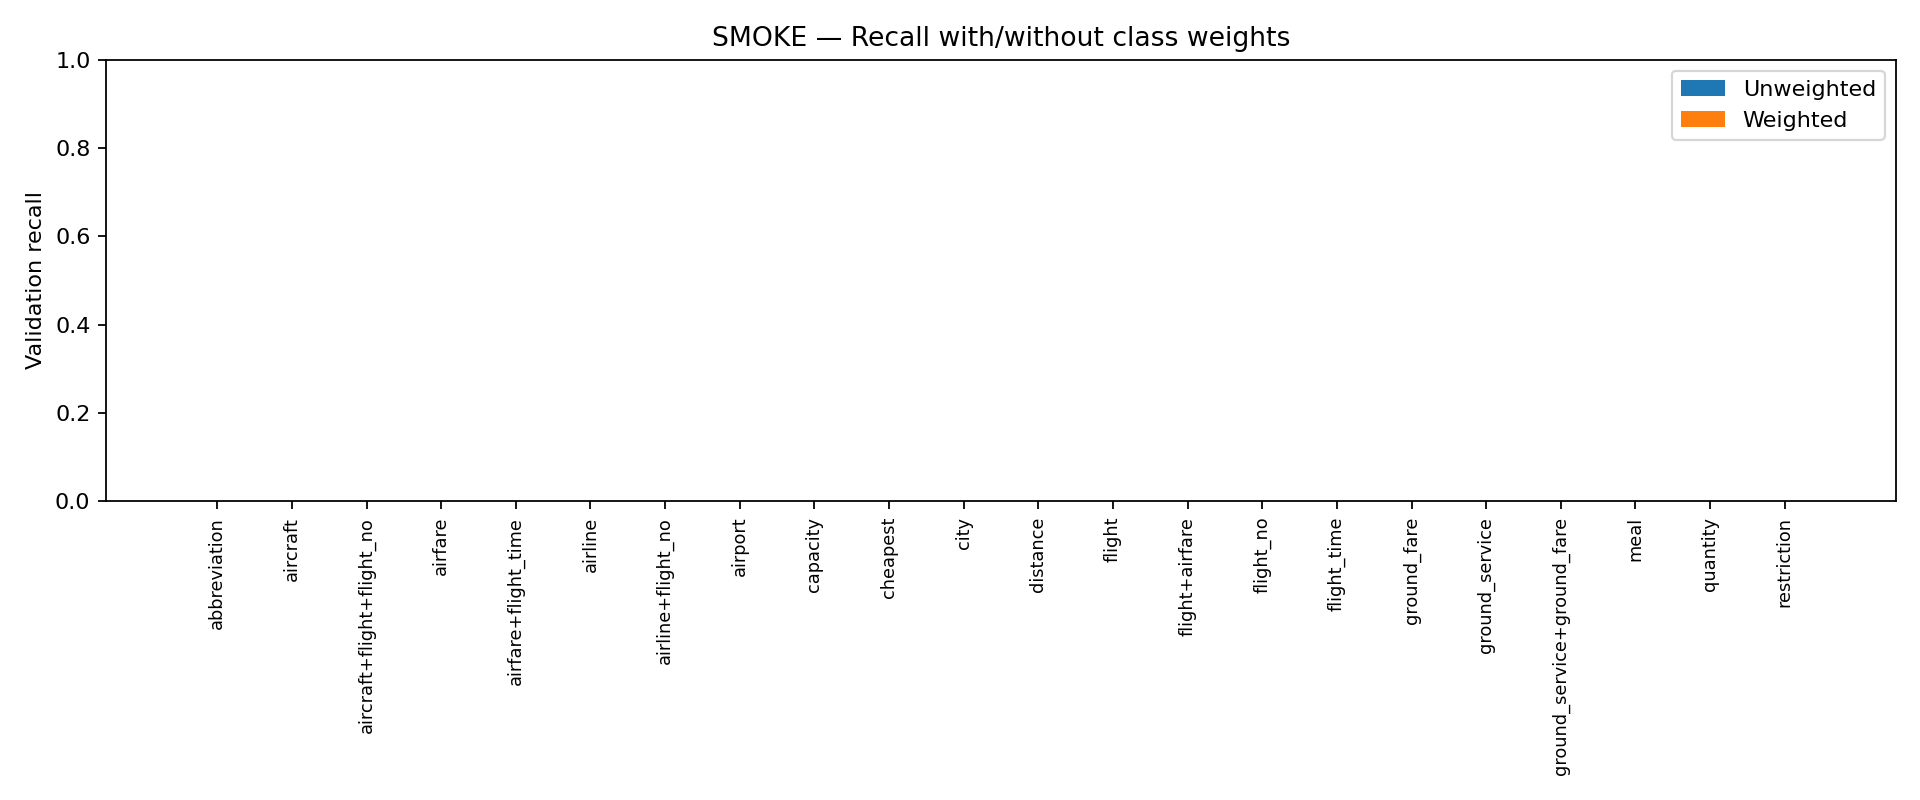 SMOKE — Recall with/without class weights
Unweighted
Weighted
Validation recall
1.0
0.8
0.6
0.4
0.2
0.0
abbreviation
aircraft
aircraft+flight+flight_no
airfare
airfare+flight_time
airline
airline+flight_no
airport
capacity
cheapest
city
distance
flight
flight+airfare
flight_no
flight_time
ground_fare
ground_service
ground_service+ground_fare
meal
quantity
restriction